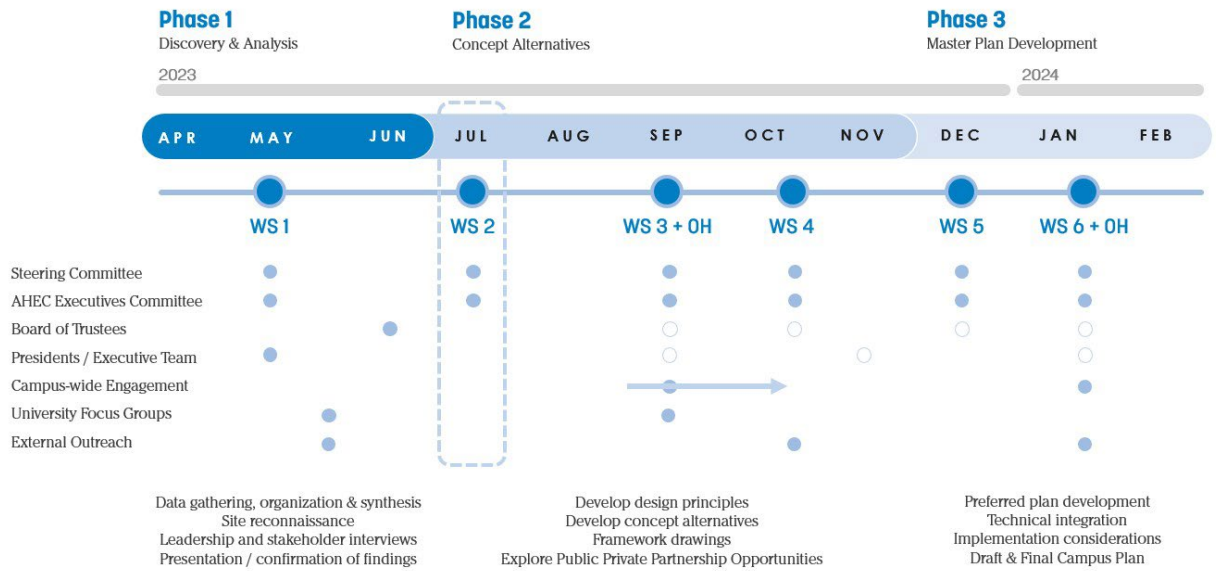 Phase 1
Discovery & Analysis
Phase 2
Concept Alternatives
Phase 3
Master Plan Development
2023
2024
APR MAY JUN JUL AUG SEP OCT NOV DEC JAN FEB
WS 1 WS 2 WS 3 + OH WS 4 WS 5 WS 6 + OH
Steering Committee
AHEC Executives Committee
Board of Trustees
Presidents / Executive Team
Campus-wide Engagement
University Focus Groups
External Outreach
Data gathering, organization & synthesis
Site reconnaissance
Leadership and stakeholder interviews
Presentation / confirmation of findings
Develop design principles
Develop concept alternatives
Framework drawings
Explore Public Private Partnership Opportunities
Preferred plan development
Technical integration
Implementation considerations
Draft & Final Campus Plan